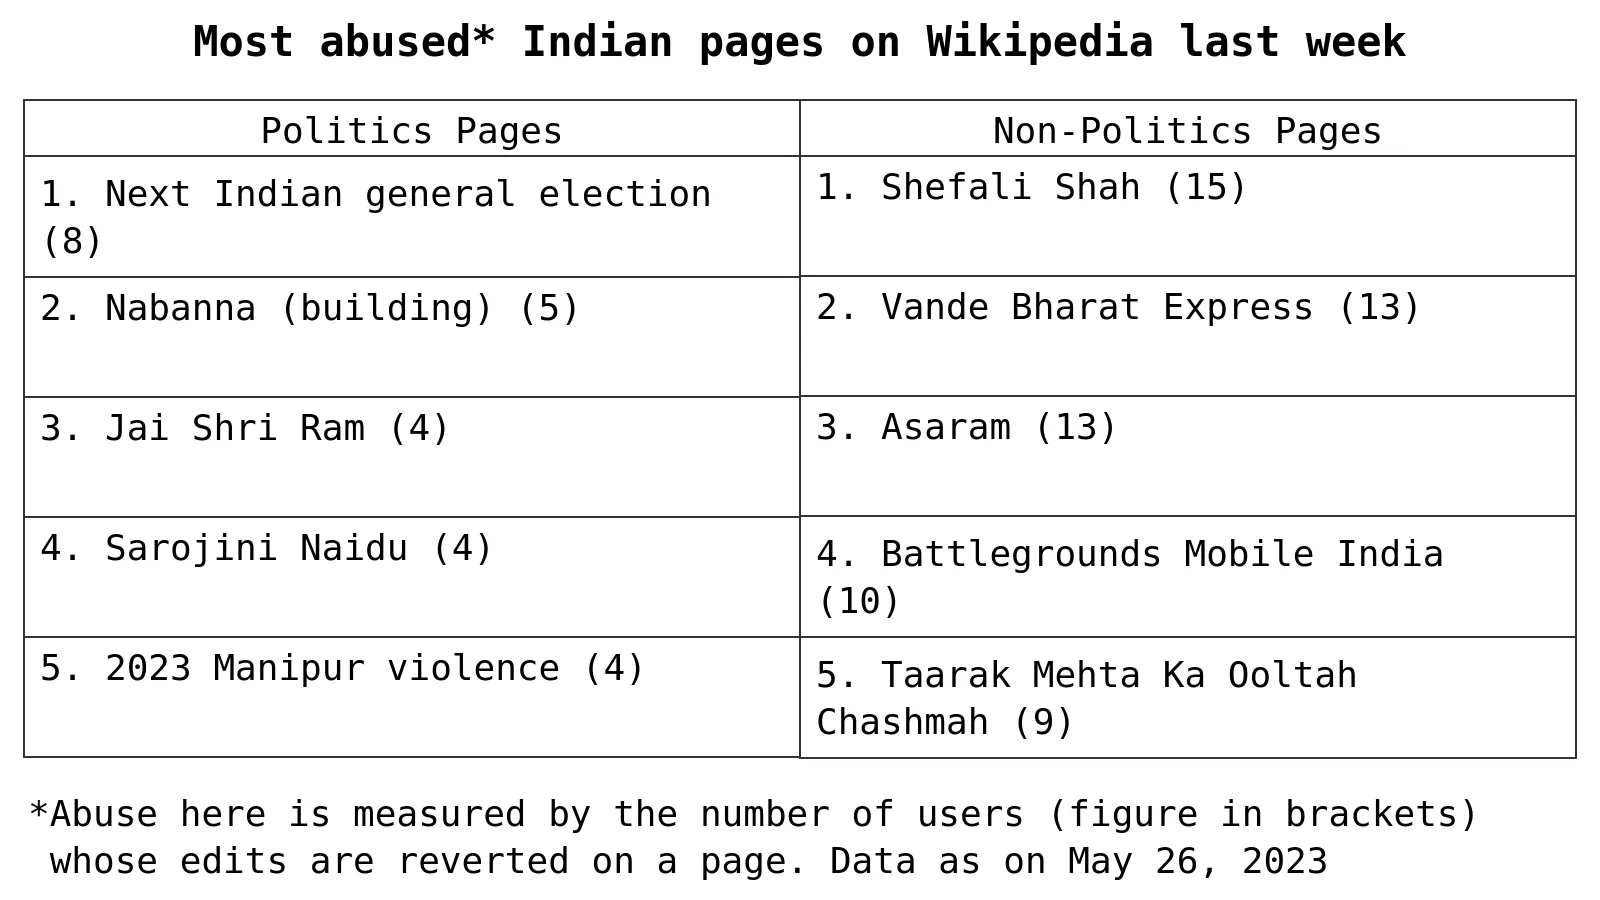 Most abused* Indian pages on Wikipedia last week
Politics Pages
Non-Politics Pages
1. Next Indian general election
(8)
1. Shefali Shah (15)
2. Nabanna (building) (5)
2. Vande Bharat Express (13)
3. Jai Shri Ram (4)
3. Asaram (13)
4. Sarojini Naidu (4)
4. Battlegrounds Mobile India
(10)
5. 2023 Manipur violence (4)
5. Taarak Mehta Ka Ooltah
Chashmah (9)
*Abuse here is measured by the number of users (figure in brackets)
whose edits are reverted on a page. Data as on May 26, 2023